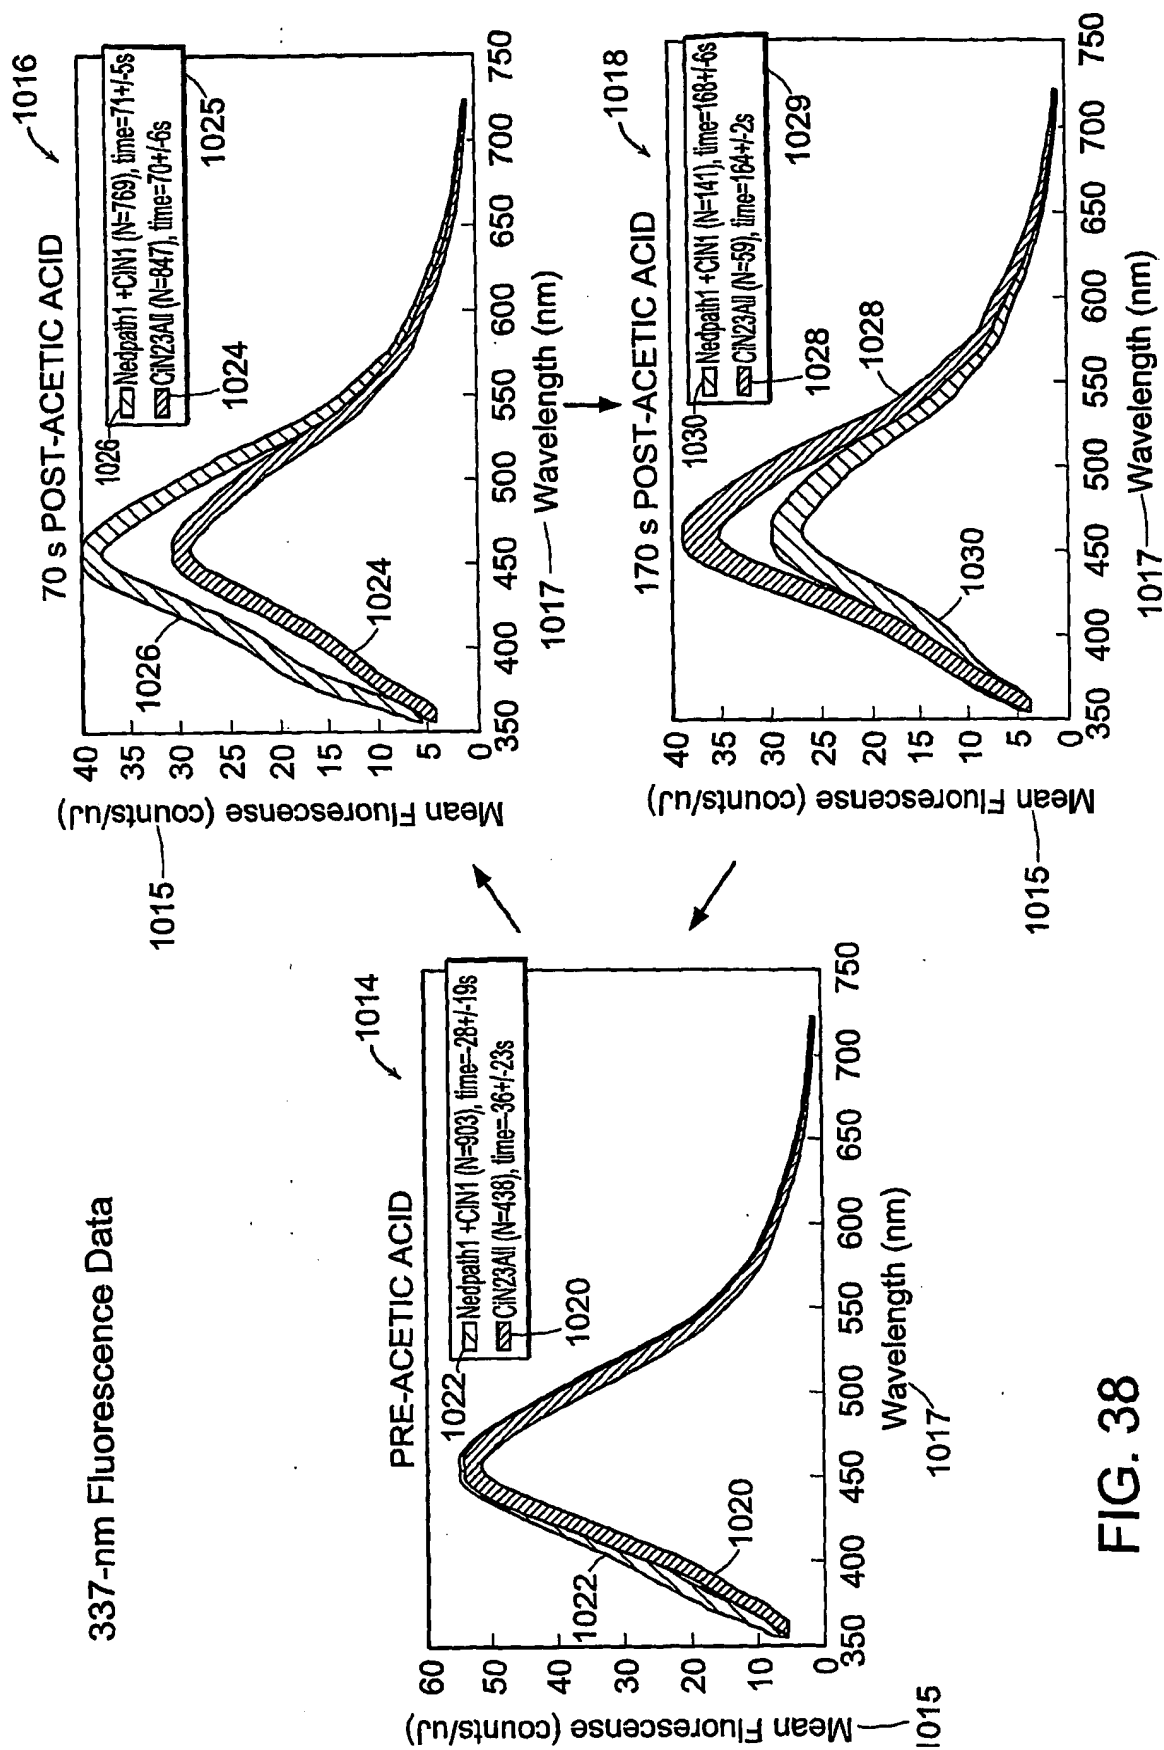 337-nm Fluorescence Data
PRE-ACETIC ACID
1014
1022 Nedpath1 +CIN1 (N=903), time=-28+/-19s
CiN23All (N=438), time=-36+/-23s
1020
1022
1020
60
50
40
30
20
10
0
350 400 450 500 550 600 650 700 750
Mean Fluorescense (counts/uJ)
1015
Wavelength (nm)
1017
70 s POST-ACETIC ACID
1016
1026 Nedpath1 +CIN1 (N=769), time=71+/-5s
CiN23All (N=847), time=70+/-6s
1024
1025
1026
1024
40
35
30
25
20
15
10
5
0
350 400 450 500 550 600 650 700 750
Mean Fluorescense (counts/uJ)
1015
1017 Wavelength (nm)
170 s POST-ACETIC ACID
1018
1030 Nedpath1 +CIN1 (N=141), time=168+/-6s
CiN23All (N=59), time=164+/-2s
1028
1029
1028
1030
40
35
30
25
20
15
10
5
0
350 400 450 500 550 600 650 700 750
Mean Fluorescense (counts/uJ)
1015
1017 Wavelength (nm)
FIG. 38